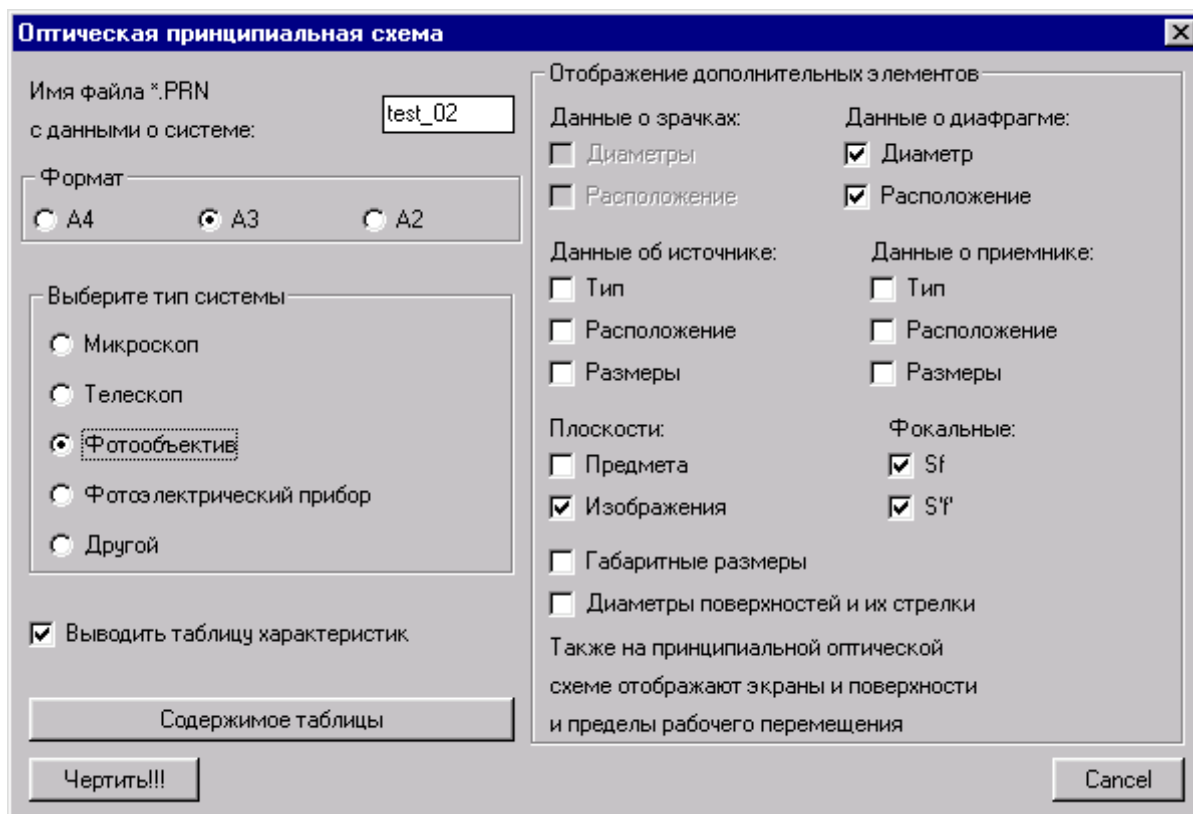 Оптическая принципиальная схема
Имя файла *.PRN
с данными о системе:
test_02
Формат
A4 A3 A2
Выберите тип системы
Микроскоп
Телескоп
Фотообъектив
Фотоэлектрический прибор
Другой
Выводить таблицу характеристик
Содержимое таблицы
Чертить!!!
Отображение дополнительных элементов
Данные о зрачках: Данные о диафрагме:
Диаметры Диаметр
Расположение Расположение
Данные об источнике: Данные о приемнике:
Тип Тип
Расположение Расположение
Размеры Размеры
Плоскости: Фокальные:
Предмета Sf
Изображения S'f'
Габаритные размеры
Диаметры поверхностей и их стрелки
Также на принципиальной оптической
схеме отображают экраны и поверхности
и пределы рабочего перемещения
Cancel